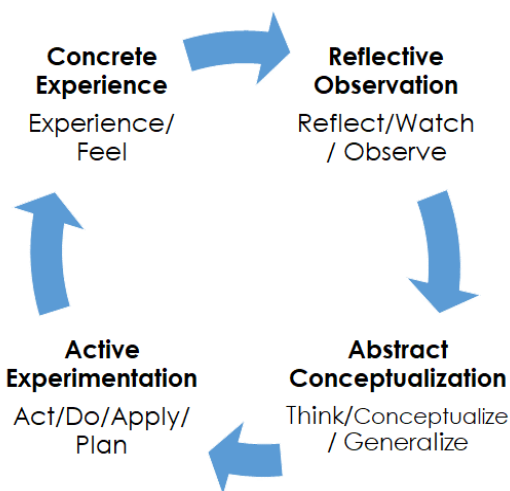 Concrete
Experience
Experience/
Feel
Reflective
Observation
Reflect/Watch
/ Observe
Abstract
Conceptualization
Think/Conceptualize
/ Generalize
Active
Experimentation
Act/Do/Apply/
Plan